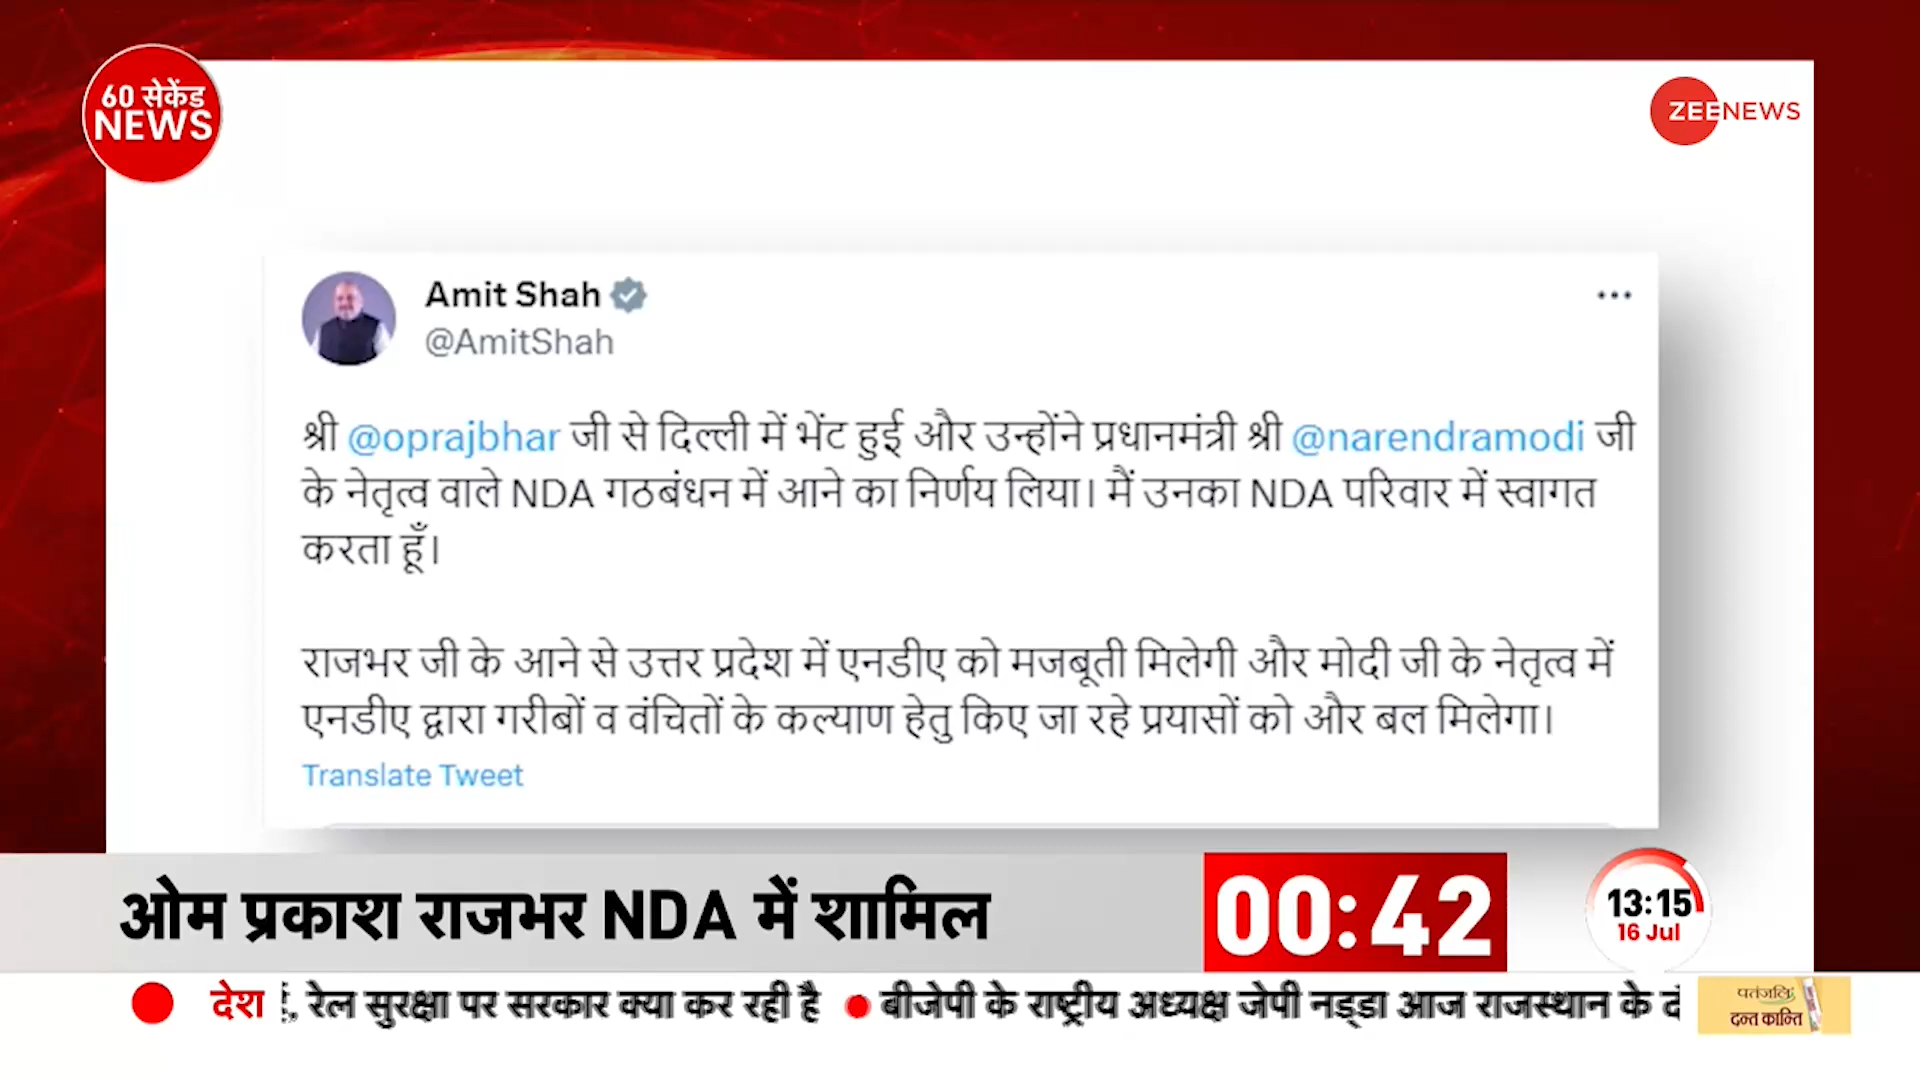 60 सेकेंड
NEWS
ZEENEWS
Amit Shah
@AmitShah
श्री @oprajbhar जी से दिल्ली में भेंट हुई और उन्होंने प्रधानमंत्री श्री @narendramodi जी
के नेतृत्व वाले NDA गठबंधन में आने का निर्णय लिया। मैं उनका NDA परिवार में स्वागत
करता हूँ।
राजभर जी के आने से उत्तर प्रदेश में एनडीए को मजबूती मिलेगी और मोदी जी के नेतृत्व में
एनडीए द्वारा गरीबों व वंचितों के कल्याण हेतु किए जा रहे प्रयासों को और बल मिलेगा।
Translate Tweet
ओम प्रकाश राजभर NDA में शामिल
00:42
13:15
16 Jul
देश रेल सुरक्षा पर सरकार क्या कर रही है बीजेपी के राष्ट्रीय अध्यक्ष जेपी नड्डा आज राजस्थान के
पतंजलि
दन्त कान्ति